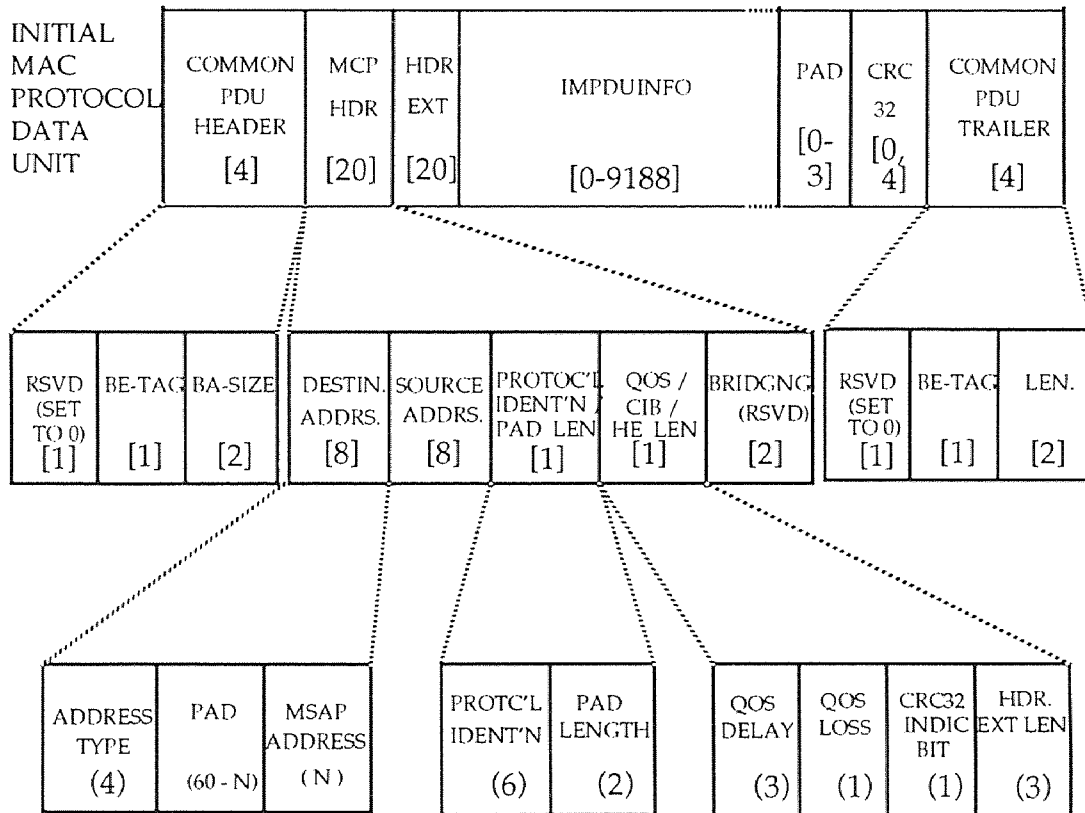 INITIAL
MAC
PROTOCOL
DATA
UNIT
COMMON
PDU
HEADER
[4]
MCP
HDR
[20]
HDR
EXT
[20]
IMPDUINFO
[0-9188]
PAD
[0-
3]
CRC
32
[0,
4]
COMMON
PDU
TRAILER
[4]
RSVD
(SET
TO 0)
[1]
BE-TAG
[1]
BA-SIZE
[2]
DESTIN.
ADDRS.
[8]
SOURCE
ADDRS.
[8]
PROTOC'L
IDENT'N /
PAD LEN
[1]
QOS /
CIB /
HE LEN
[1]
BRIDGNG
(RSVD)
[2]
RSVD
(SET
TO 0)
[1]
BE-TAG
[1]
LEN.
[2]
ADDRESS
TYPE
(4)
PAD
(60 - N)
MSAP
ADDRESS
(N)
PROTC'L
IDENT'N
(6)
PAD
LENGTH
(2)
QOS
DELAY
(3)
QOS
LOSS
(1)
CRC32
INDIC
BIT
(1)
HDR.
EXT LEN
(3)